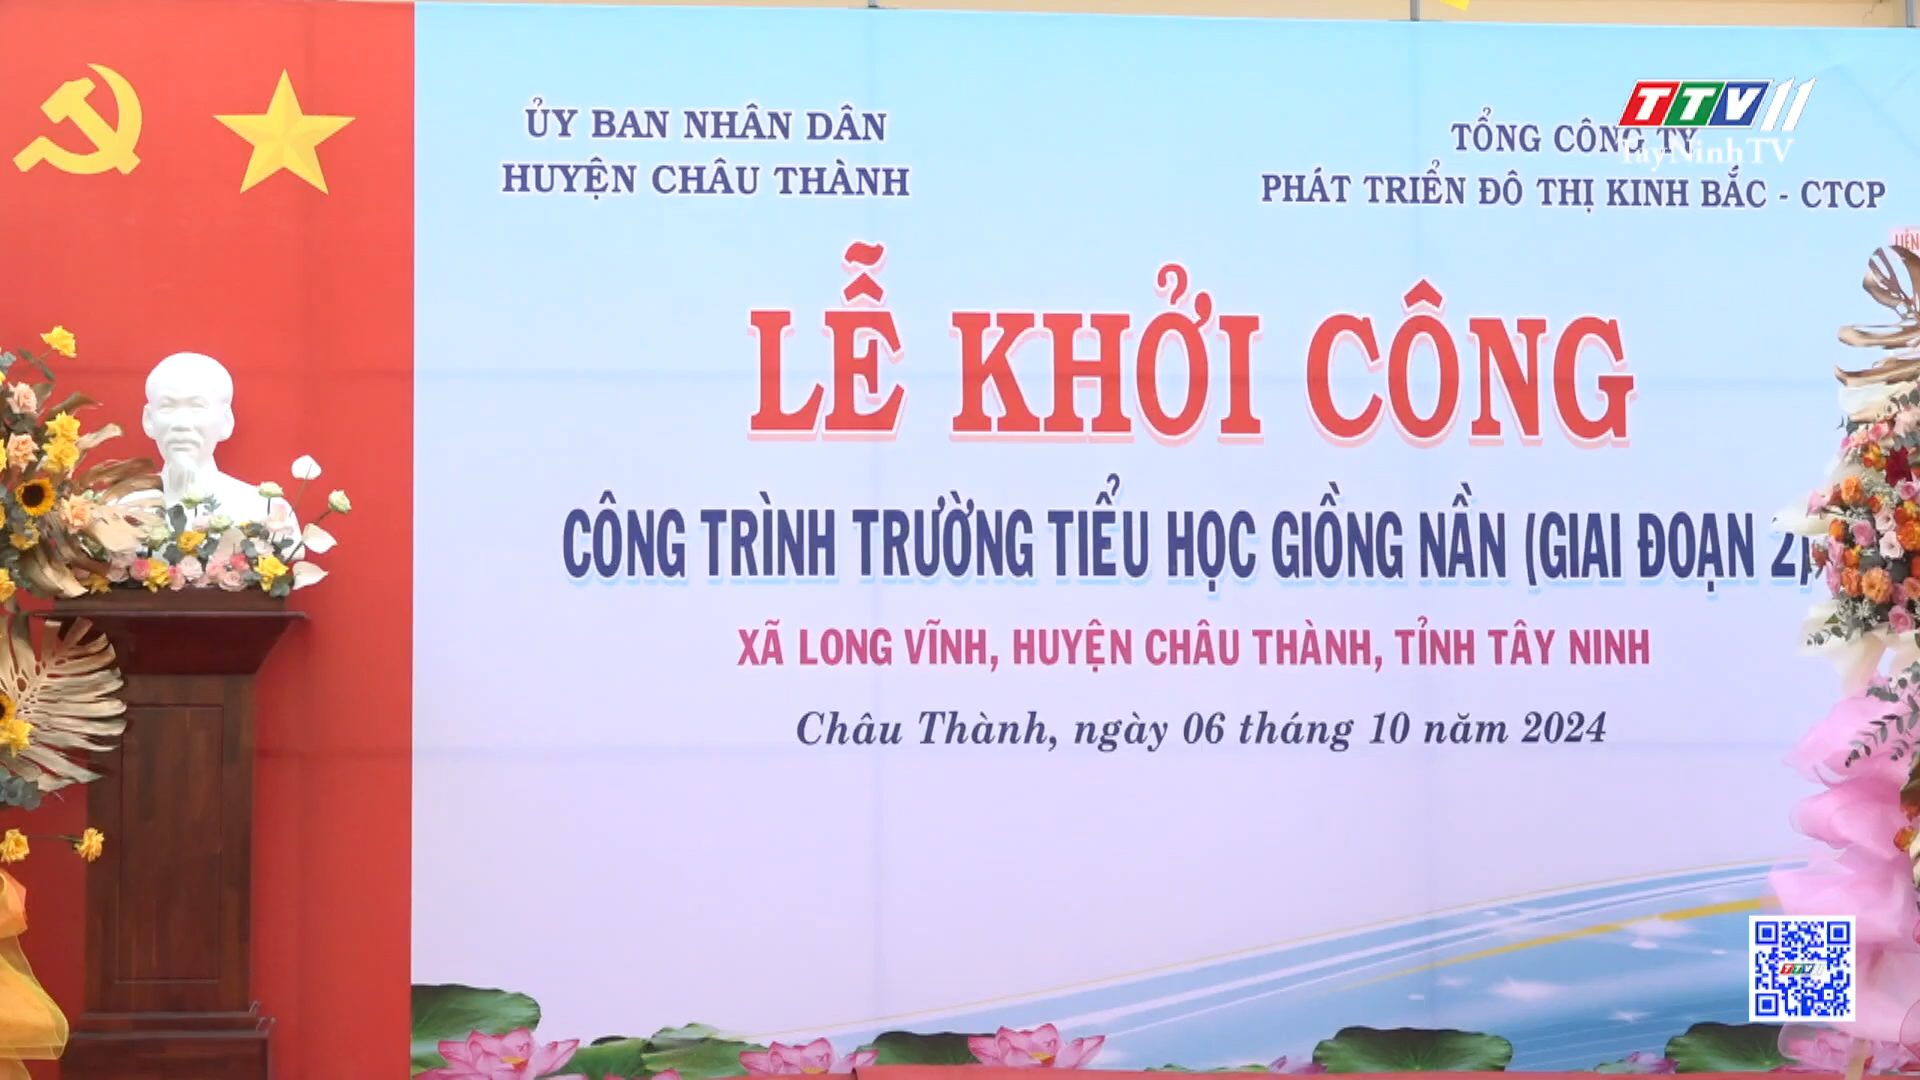 ỦY BAN NHÂN DÂN
HUYỆN CHÂU THÀNH
TỔNG CÔNG TY
PHÁT TRIỂN ĐÔ THỊ KINH BẮC - CTCP
TTV11
TayNinhTV
LỄ KHỞI CÔNG
CÔNG TRÌNH TRƯỜNG TIỂU HỌC GIỒNG NẦN (GIAI ĐOẠN 2)
XÃ LONG VĨNH, HUYỆN CHÂU THÀNH, TỈNH TÂY NINH
Châu Thành, ngày 06 tháng 10 năm 2024
TTV11